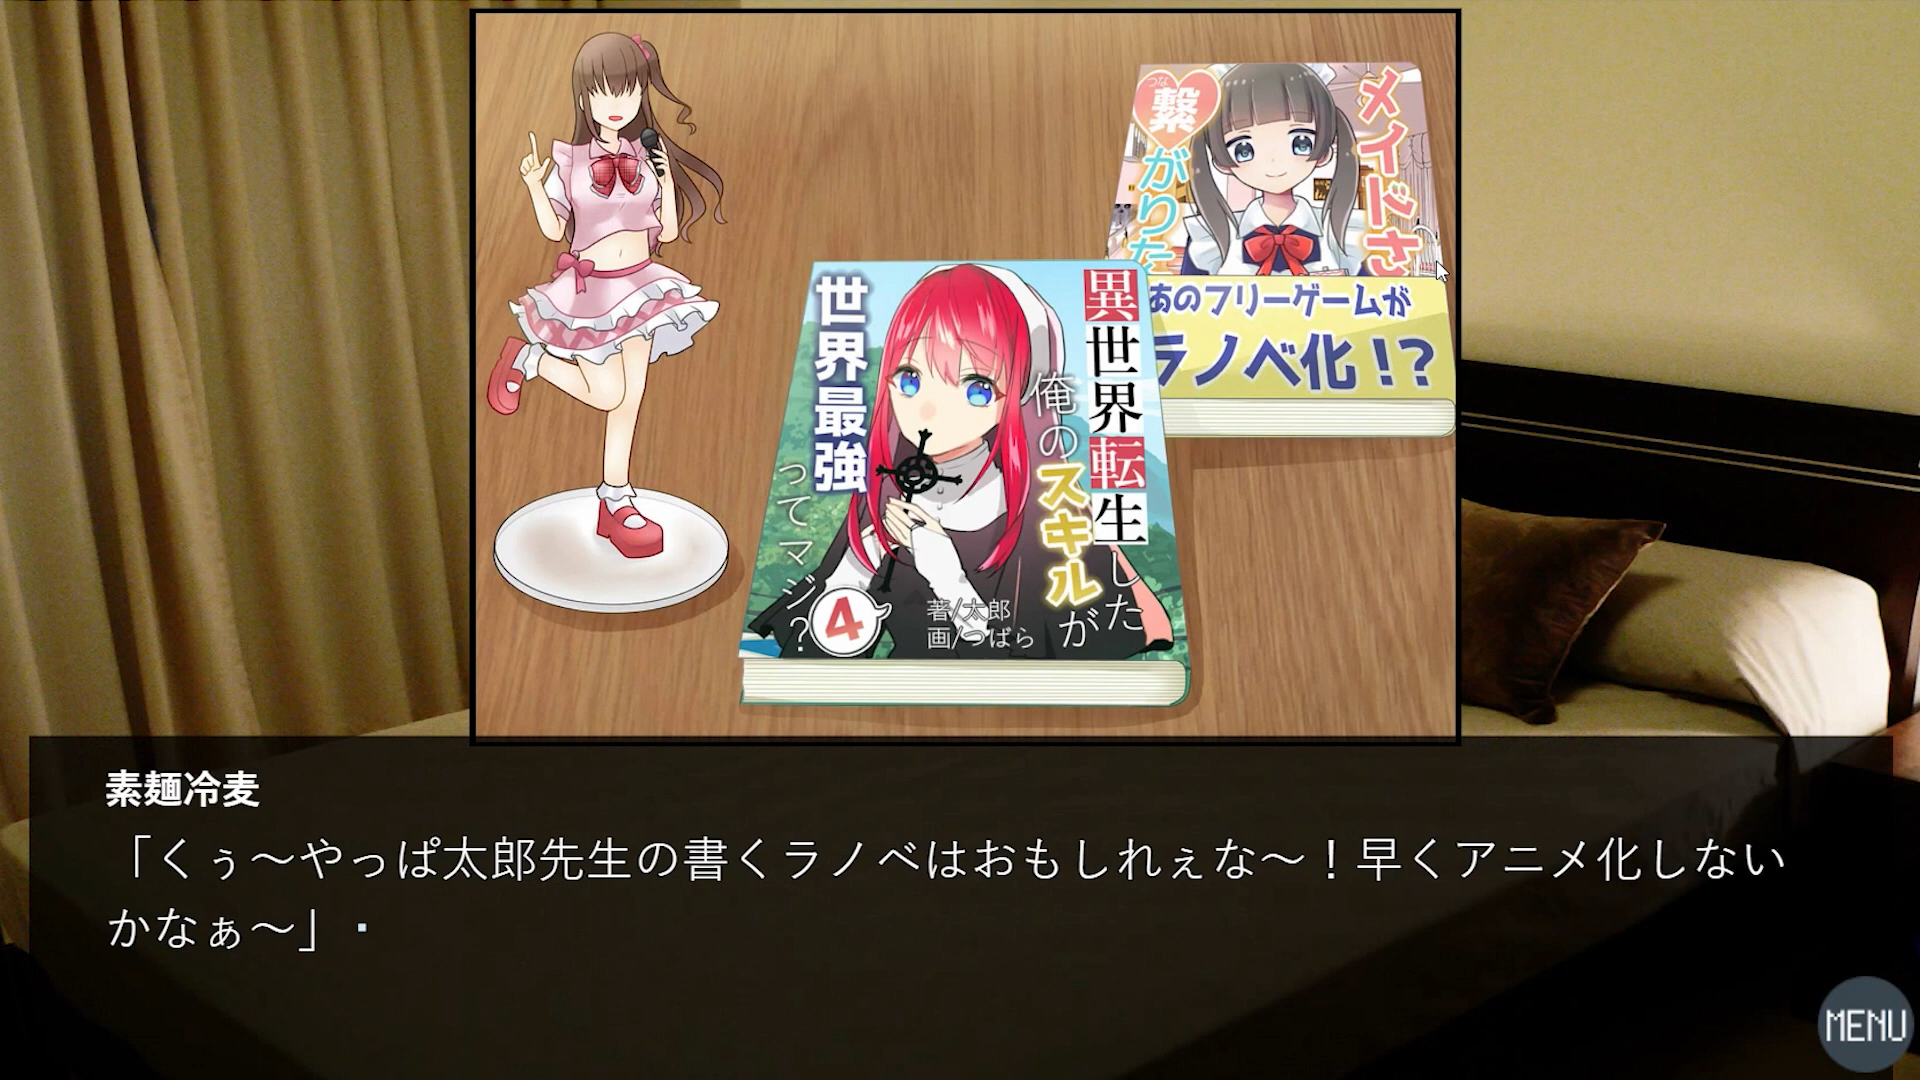 メイドさ
つな
繋がりた
あのフリーゲームが
ラノベ化！？
異世界転生した
俺のスキルが
世界最強
ってマジ？
4
著/太郎
画/つばら
素麺冷麦
「くぅ～やっぱ太郎先生の書くラノベはおもしれぇな～！早くアニメ化しない
かなぁ～」
MENU